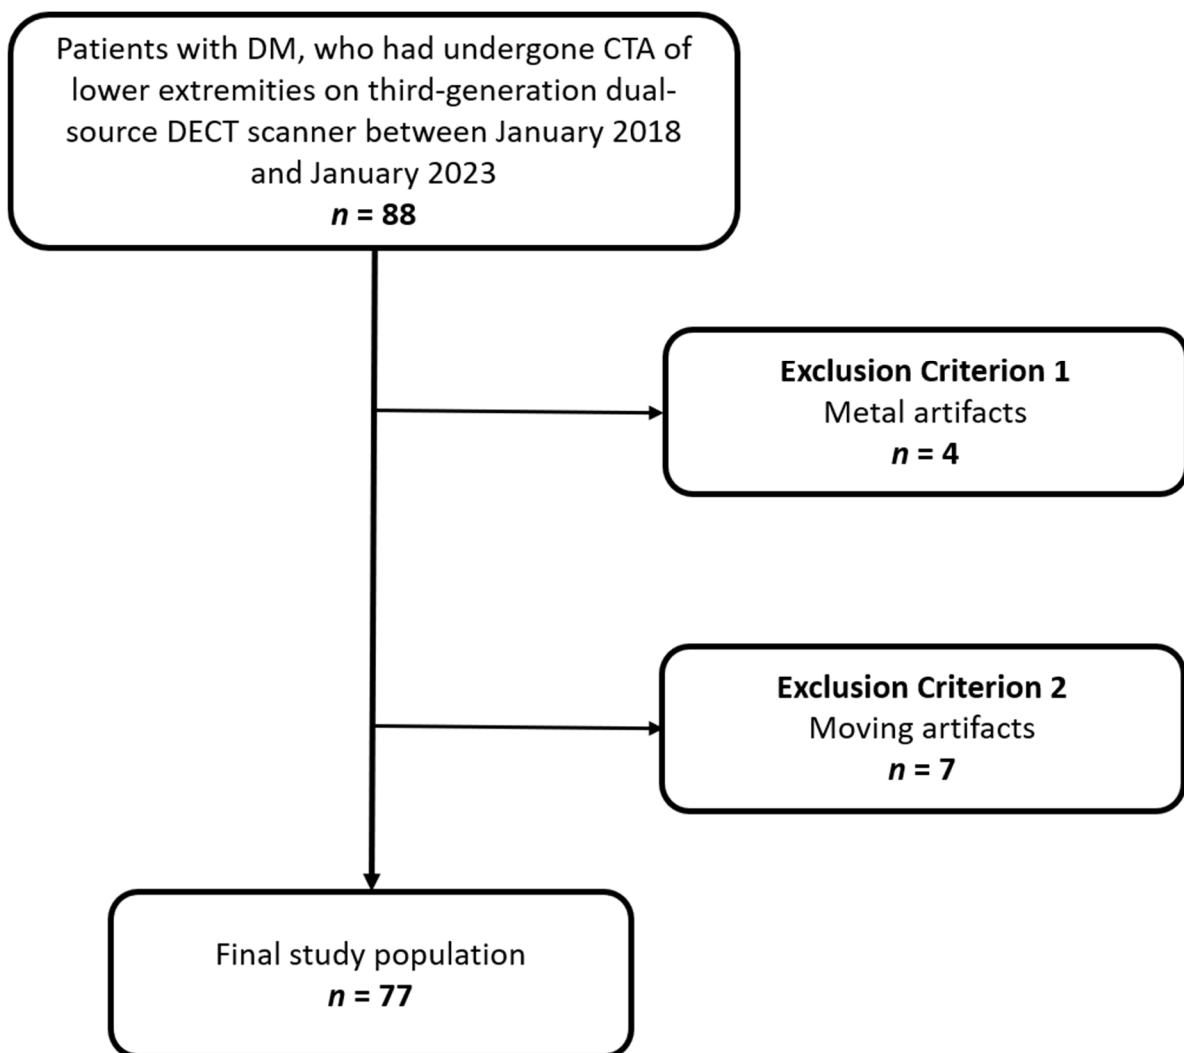 Patients with DM, who had undergone CTA of
lower extremities on third-generation dual-
source DECT scanner between January 2018
and January 2023
n = 88
Exclusion Criterion 1
Metal artifacts
n = 4
Exclusion Criterion 2
Moving artifacts
n = 7
Final study population
n = 77